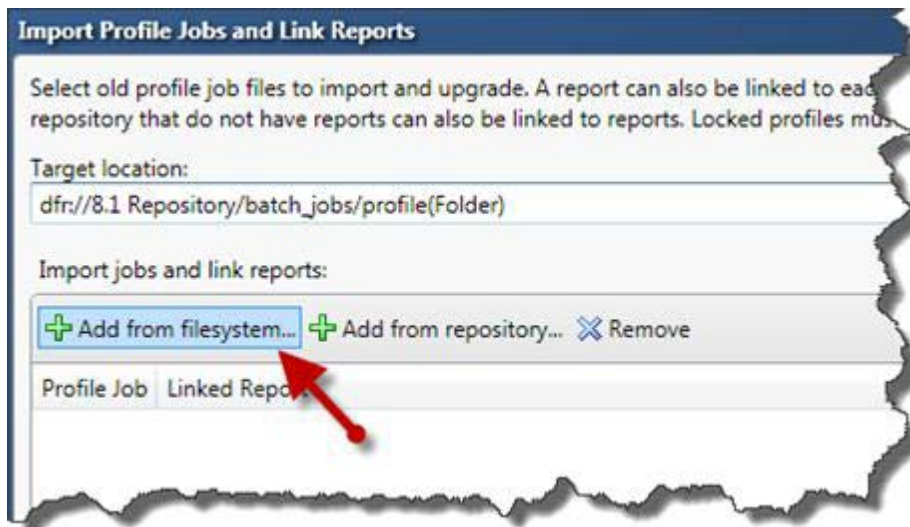 Import Profile Jobs and Link Reports
Select old profile job files to import and upgrade. A report can also be linked to eac
repository that do not have reports can also be linked to reports. Locked profiles mus
Target location:
dfr://8.1 Repository/batch_jobs/profile(Folder)
Import jobs and link reports:
Add from filesystem... Add from repository... Remove
Profile Job Linked Repor